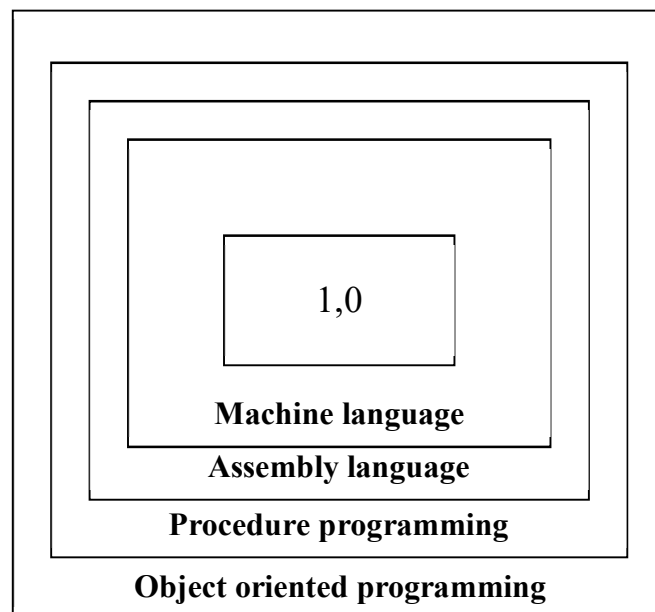 1,0
Machine language
Assembly language
Procedure programming
Object oriented programming